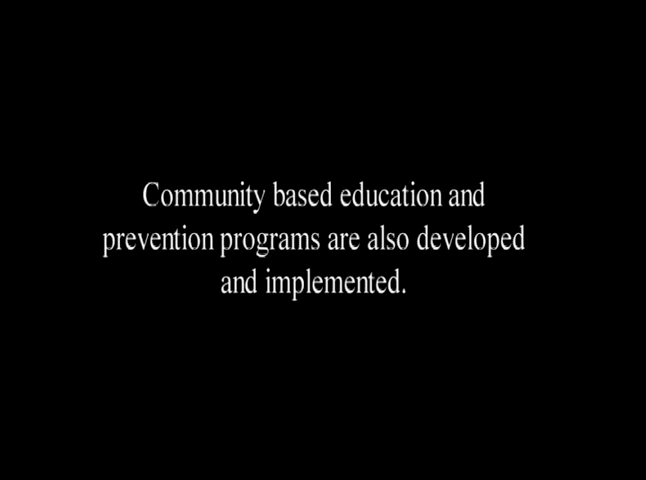 Community based education and
prevention programs are also developed
and implemented.